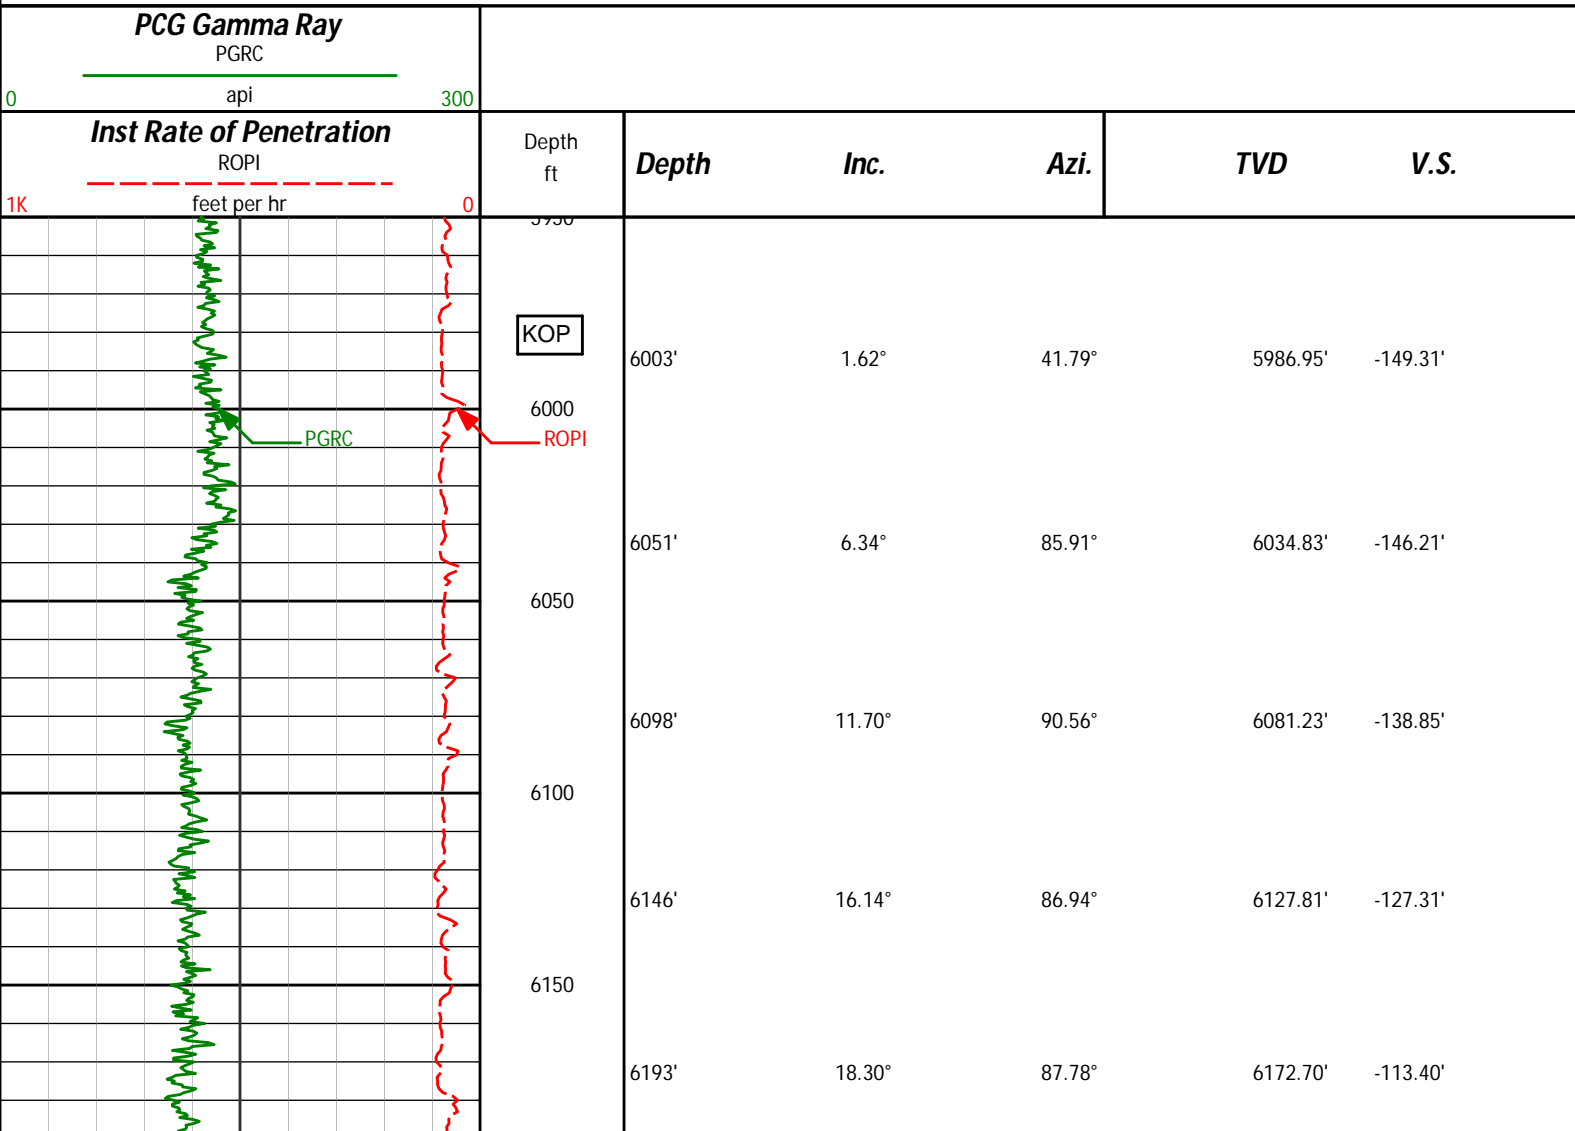 PCG Gamma Ray
PGRC
0 api 300
Inst Rate of Penetration
ROPI
1K feet per hr 0
Depth
ft
Depth Inc. Azi. TVD V.S.
KOP
6003' 1.62° 41.79° 5986.95' -149.31'
6000
PGRC ROPI
6051' 6.34° 85.91° 6034.83' -146.21'
6050
6098' 11.70° 90.56° 6081.23' -138.85'
6100
6146' 16.14° 86.94° 6127.81' -127.31'
6150
6193' 18.30° 87.78° 6172.70' -113.40'